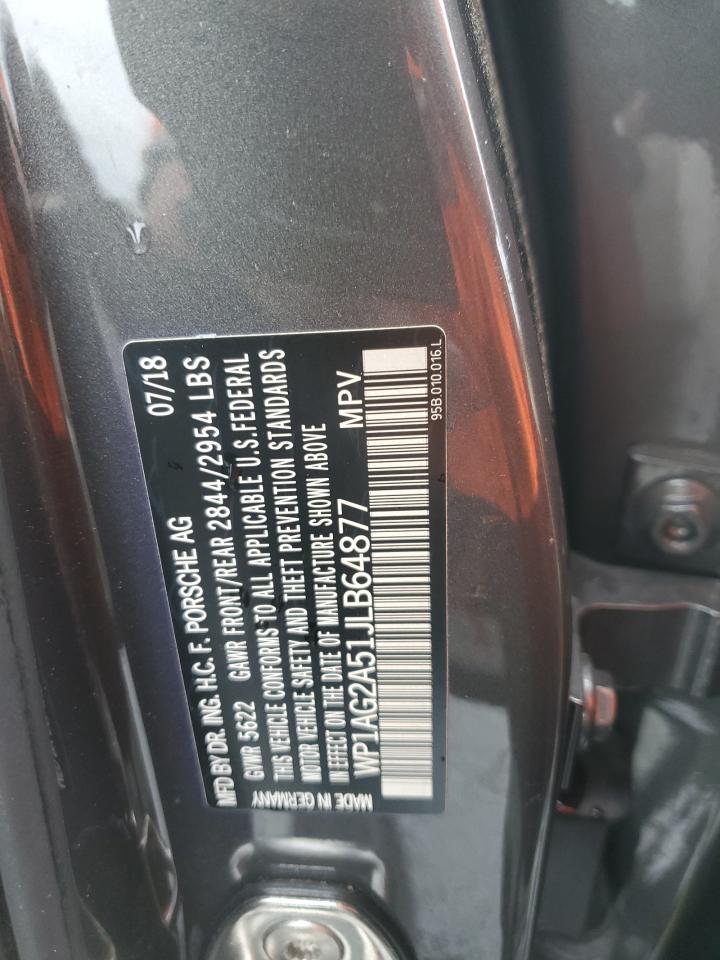 MFD BY DR. ING. H.C. F. PORSCHE AG 07/18
GVWR 5622 GAWR FRONT/REAR 2844/2954 LBS
THIS VEHICLE CONFORMS TO ALL APPLICABLE U.S.FEDERAL
MOTOR VEHICLE SAFETY AND THEFT PREVENTION STANDARDS
IN EFFECT ON THE DATE OF MANUFACTURE SHOWN ABOVE
WP1AG2A51JLB64877 MPV
MADE IN GERMANY
95B.010.016.L